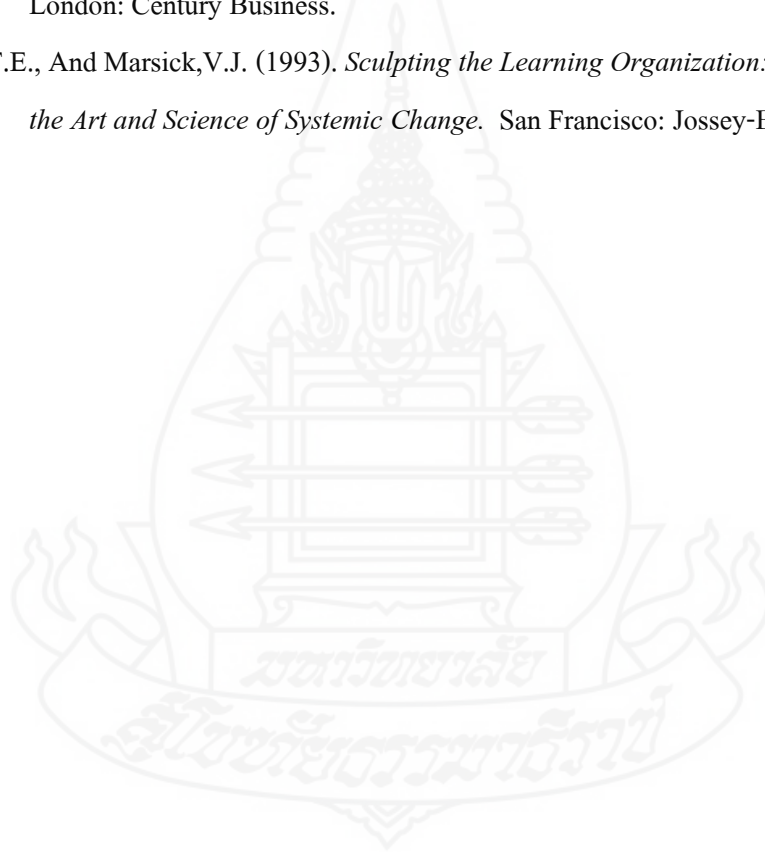 London: Century Business.
.E., And Marsick,V.J. (1993). Sculpting the Learning Organization:
the Art and Science of Systemic Change. San Francisco: Jossey-
มหาวิทยาลัย
สุโขทัยธรรมาธิราช